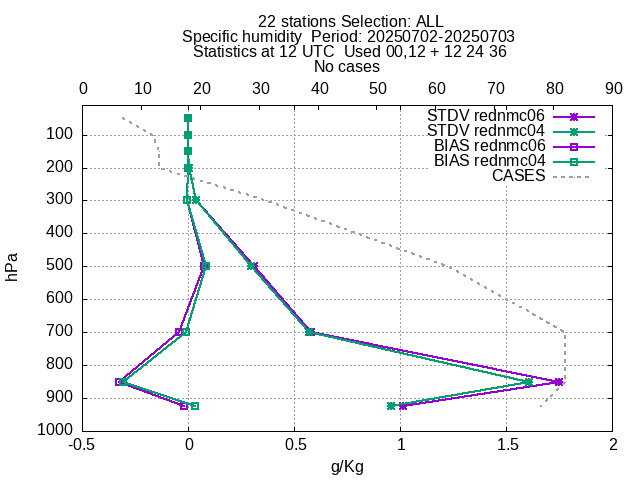 22 stations Selection: ALL
Specific humidity  Period: 20250702-20250703
Statistics at 12 UTC  Used 00,12 + 12 24 36
No cases
0 10 20 30 40 50 60 70 80 90
STDV rednmc06
STDV rednmc04
BIAS rednmc06
BIAS rednmc04
CASES
100
200
300
400
500
600
700
800
900
1000
hPa
-0.5 0 0.5 1 1.5 2
g/Kg